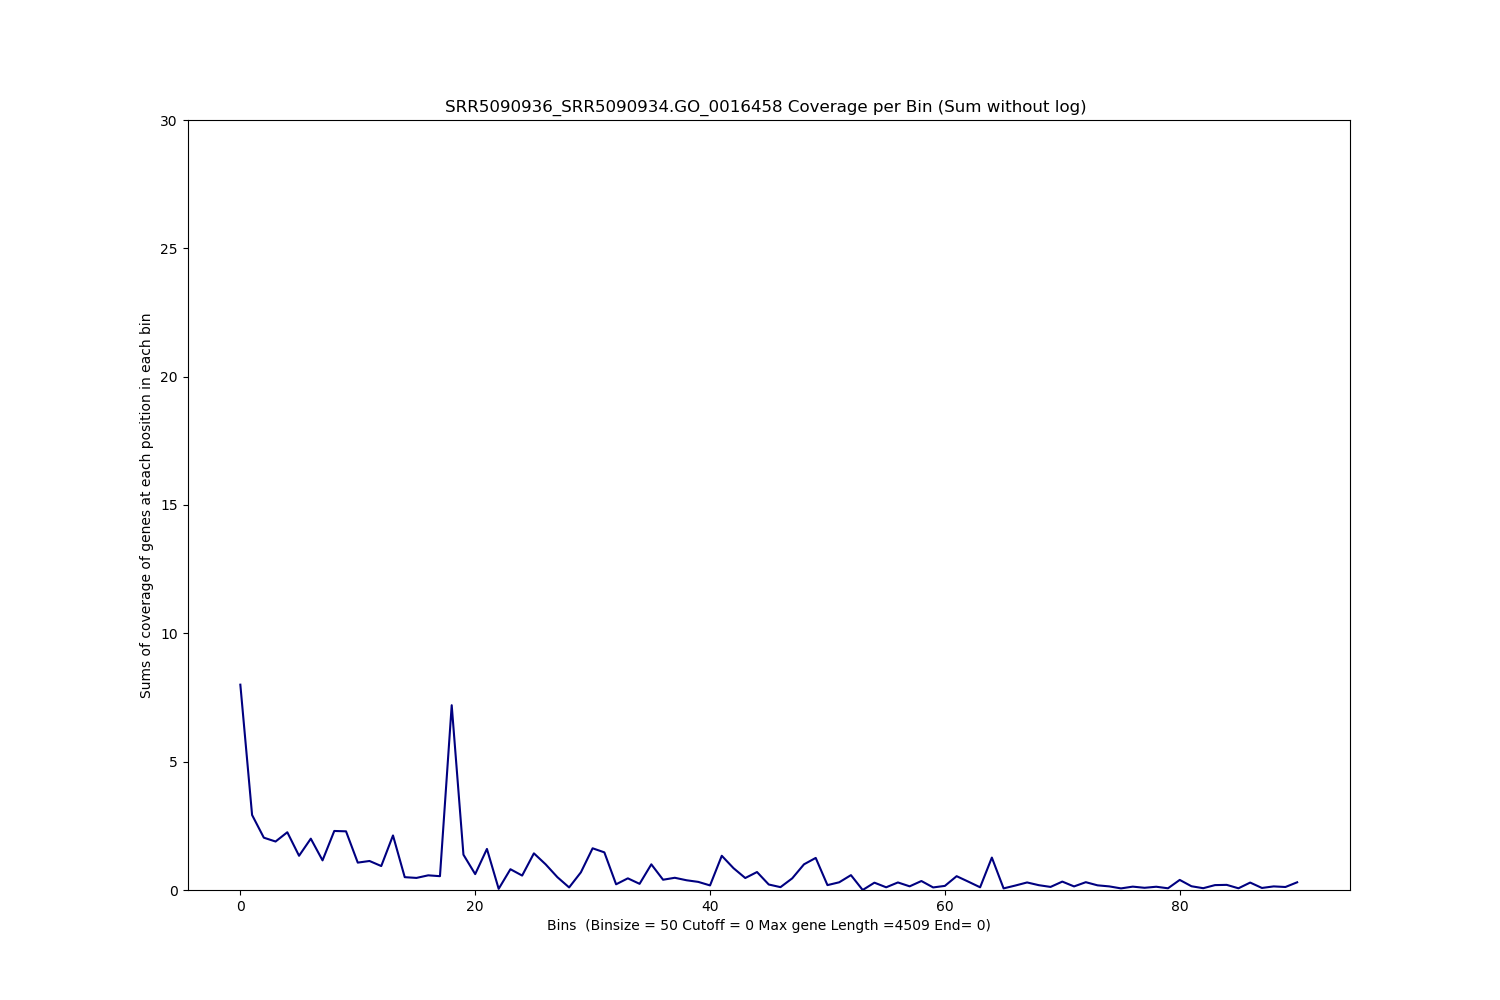 SRR5090936_SRR5090934.GO_0016458 Coverage per Bin (Sum without log)
Sums of coverage of genes at each position in each bin
30
25
20
15
10
5
0
0 20 40 60 80
Bins  (Binsize = 50 Cutoff = 0 Max gene Length =4509 End= 0)